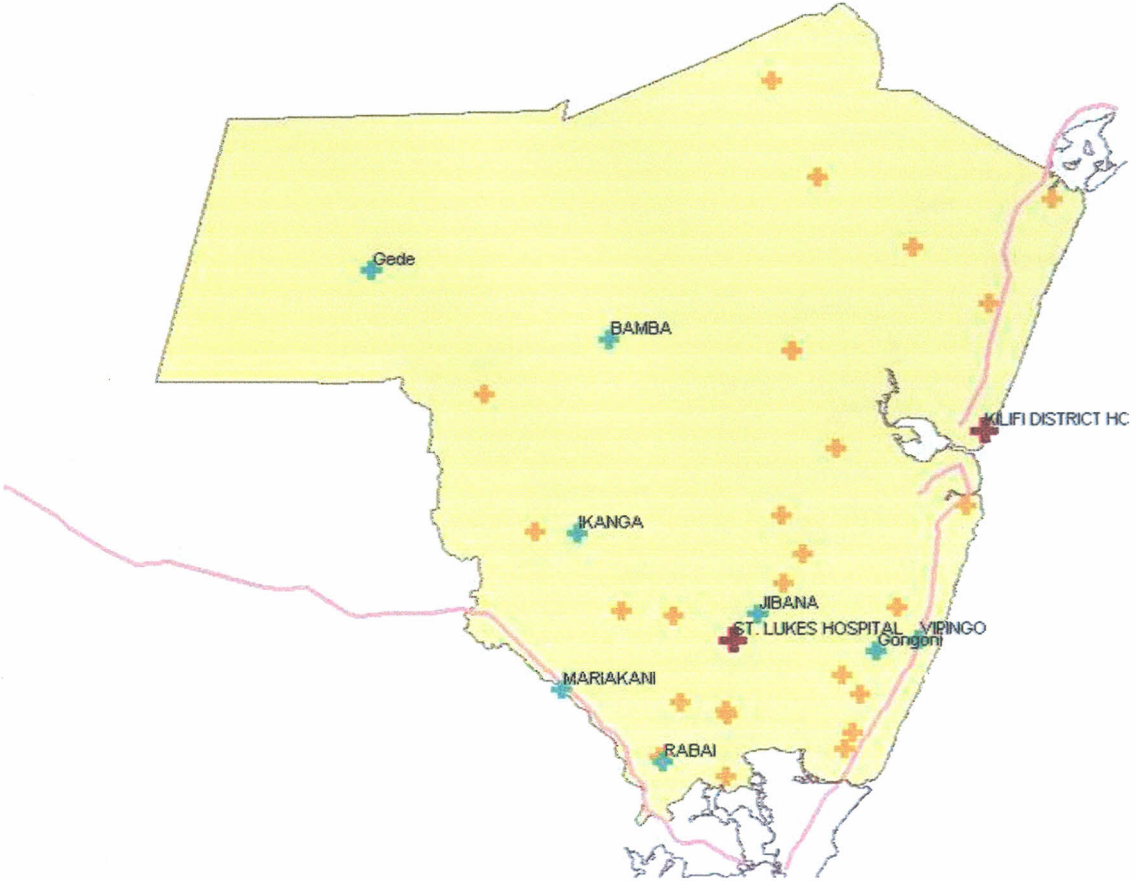 Gede
BAMBA
KILIFI DISTRICT HC
IKANGA
JIBANA
ST. LUKES HOSPITAL
VIPINGO
Gongoni
MARIAKANI
RABAI